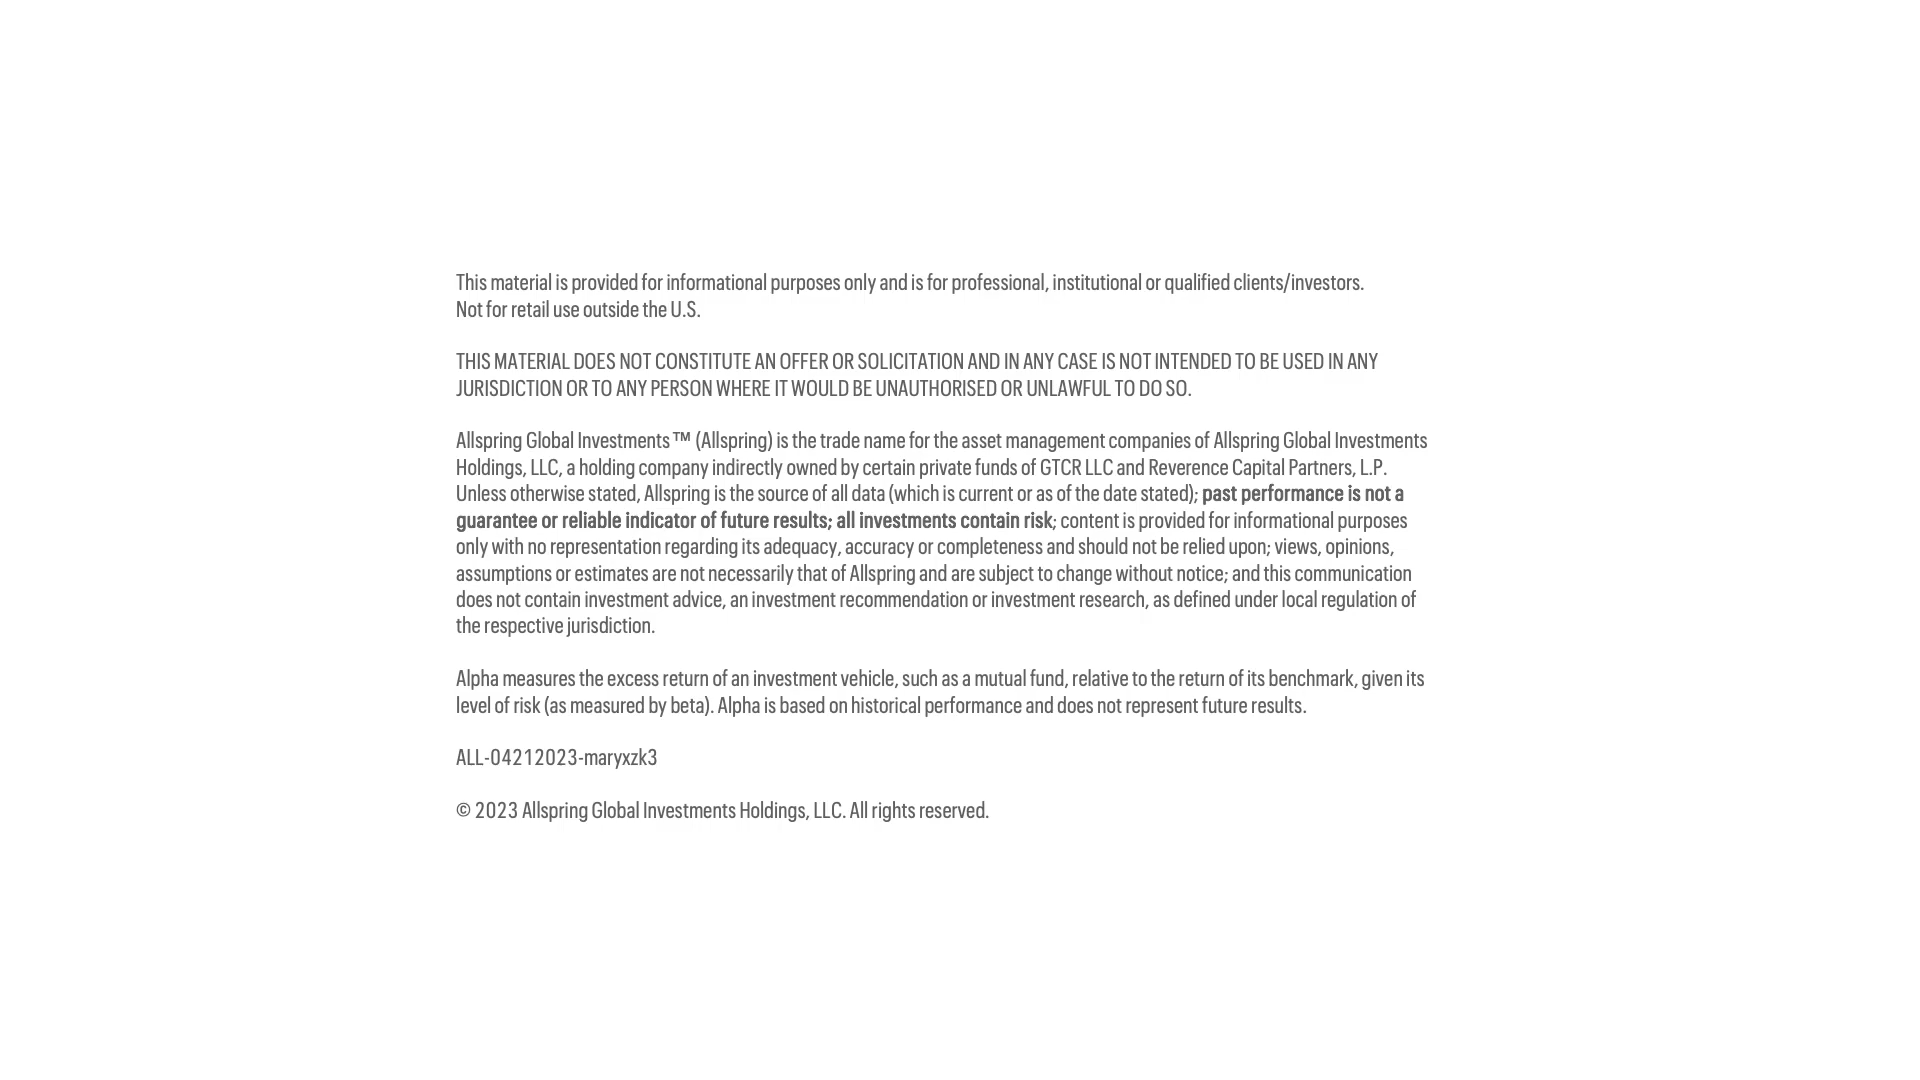 This material is provided for informational purposes only and is for professional, institutional or qualified clients/investors.
Not for retail use outside the U.S.
THIS MATERIAL DOES NOT CONSTITUTE AN OFFER OR SOLICITATION AND IN ANY CASE IS NOT INTENDED TO BE USED IN ANY
JURISDICTION OR TO ANY PERSON WHERE IT WOULD BE UNAUTHORISED OR UNLAWFUL TO DO SO.
Allspring Global Investments™ (Allspring) is the trade name for the asset management companies of Allspring Global Investments
Holdings, LLC, a holding company indirectly owned by certain private funds of GTCR LLC and Reverence Capital Partners, L.P.
Unless otherwise stated, Allspring is the source of all data (which is current or as of the date stated); past performance is not a
guarantee or reliable indicator of future results; all investments contain risk; content is provided for informational purposes
only with no representation regarding its adequacy, accuracy or completeness and should not be relied upon; views, opinions,
assumptions or estimates are not necessarily that of Allspring and are subject to change without notice; and this communication
does not contain investment advice, an investment recommendation or investment research, as defined under local regulation of
the respective jurisdiction.
Alpha measures the excess return of an investment vehicle, such as a mutual fund, relative to the return of its benchmark, given its
level of risk (as measured by beta). Alpha is based on historical performance and does not represent future results.
ALL-04212023-maryxzk3
© 2023 Allspring Global Investments Holdings, LLC. All rights reserved.